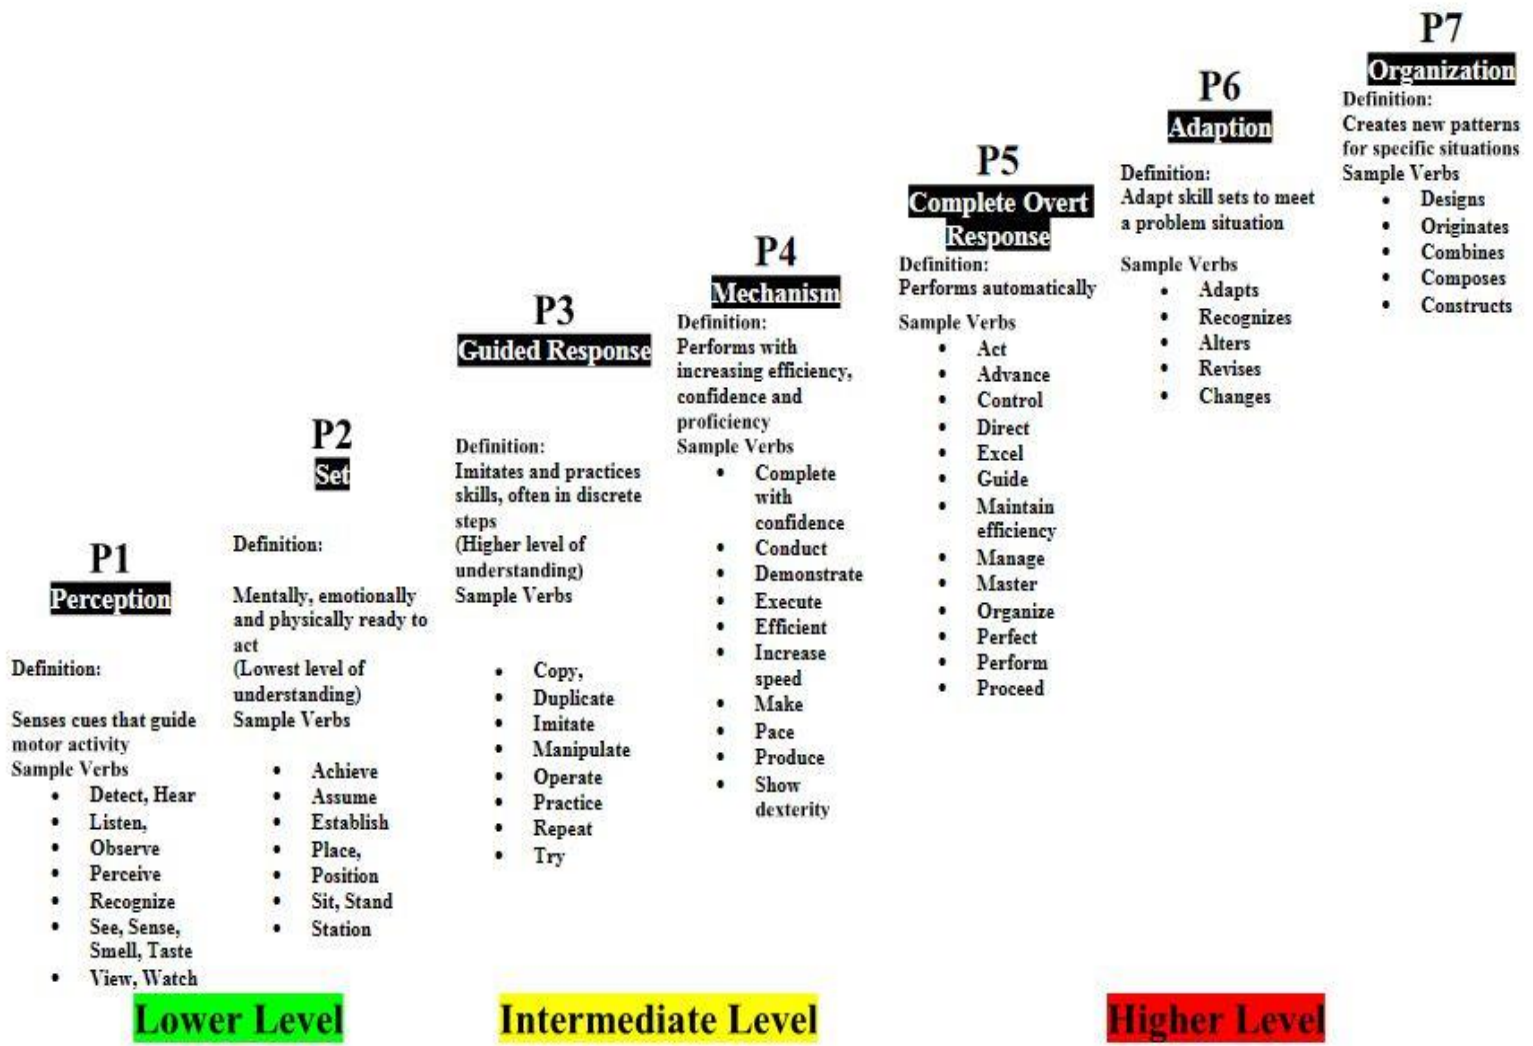 P1
Perception
Definition:
Senses cues that guide
motor activity
Sample Verbs
• Detect, Hear
• Listen,
• Observe
• Perceive
• Recognize
• See, Sense,
Smell, Taste
• View, Watch
P2
Set
Definition:
Mentally, emotionally
and physically ready to
act
(Lowest level of
understanding)
Sample Verbs
• Achieve
• Assume
• Establish
• Place,
• Position
• Sit, Stand
• Station
P3
Guided Response
Definition:
Imitates and practices
skills, often in discrete
steps
(Higher level of
understanding)
Sample Verbs
• Copy,
• Duplicate
• Imitate
• Manipulate
• Operate
• Practice
• Repeat
• Try
P4
Mechanism
Definition:
Performs with
increasing efficiency,
confidence and
proficiency
Sample Verbs
• Complete
with
confidence
• Conduct
• Demonstrate
• Execute
• Efficient
• Increase
speed
• Make
• Pace
• Produce
• Show
dexterity
P5
Complete Overt
Response
Definition:
Performs automatically
Sample Verbs
• Act
• Advance
• Control
• Direct
• Excel
• Guide
• Maintain
efficiency
• Manage
• Master
• Organize
• Perfect
• Perform
• Proceed
P6
Adaption
Definition:
Adapt skill sets to meet
a problem situation
Sample Verbs
• Adapts
• Recognizes
• Alters
• Revises
• Changes
P7
Organization
Definition:
Creates new patterns
for specific situations
Sample Verbs
• Designs
• Originates
• Combines
• Composes
• Constructs
Lower Level
Intermediate Level
Higher Level